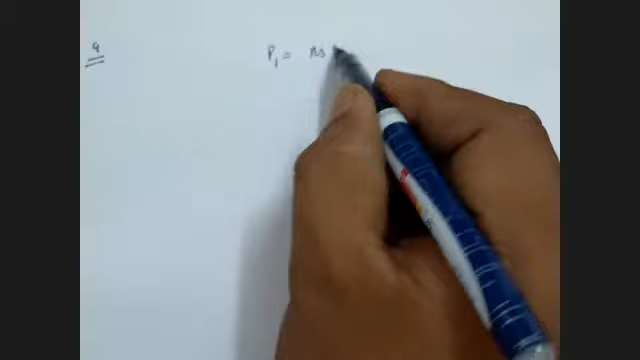 9
P₁ = Rs